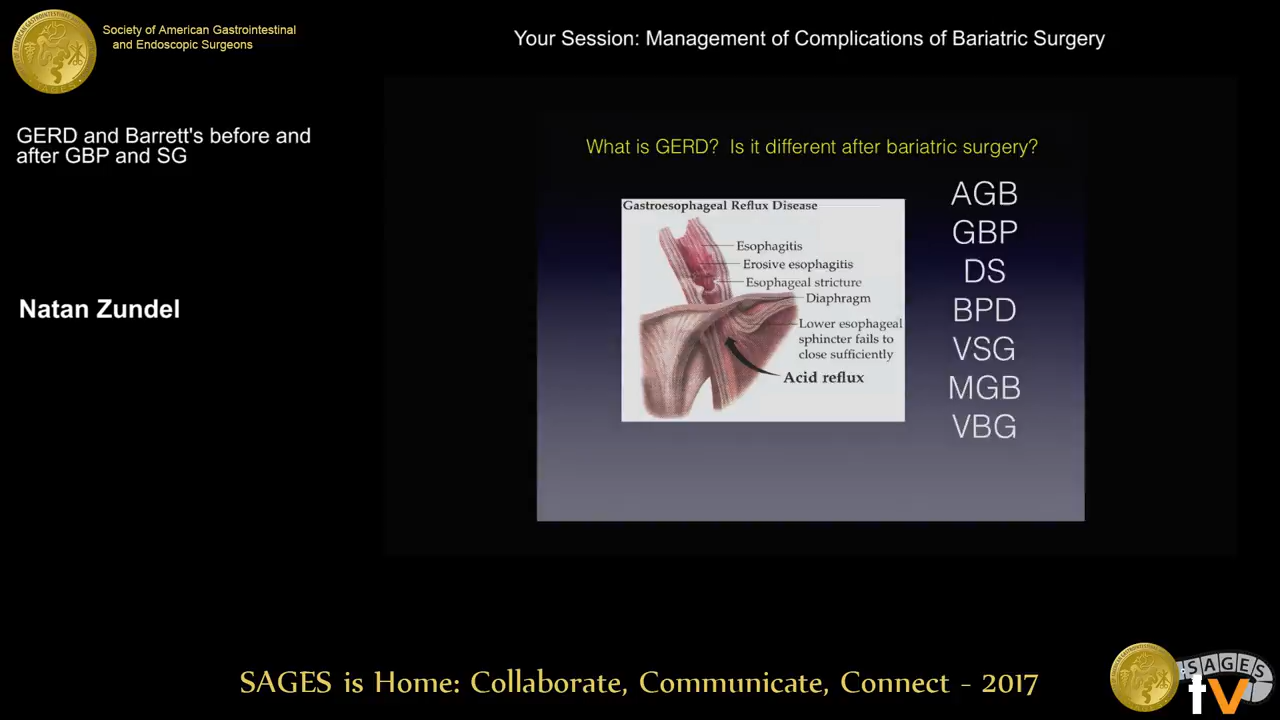 Society of American Gastrointestinal
and Endoscopic Surgeons
Your Session: Management of Complications of Bariatric Surgery
GERD and Barrett's before and
after GBP and SG
Natan Zundel
What is GERD? Is it different after bariatric surgery?
Gastroesophageal Reflux Disease
Esophagitis
Erosive esophagitis
Esophageal stricture
Diaphragm
Lower esophageal
sphincter fails to
close sufficiently
Acid reflux
AGB
GBP
DS
BPD
VSG
MGB
VBG
SAGES is Home: Collaborate, Communicate, Connect - 2017
SAGES
tv